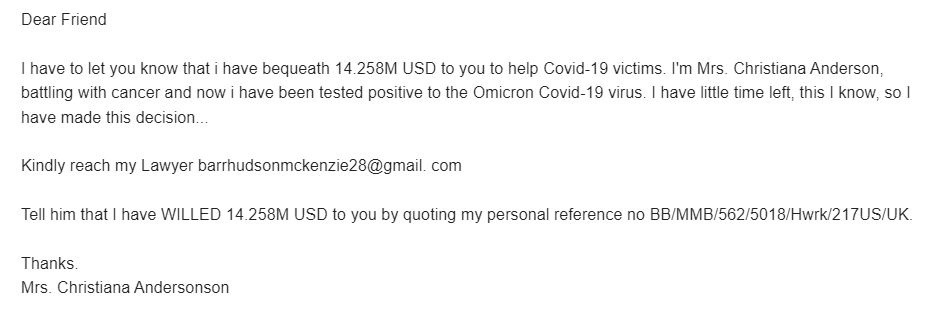 Dear Friend
I have to let you know that i have bequeath 14.258M USD to you to help Covid-19 victims. I'm Mrs. Christiana Anderson,
battling with cancer and now i have been tested positive to the Omicron Covid-19 virus. I have little time left, this I know, so I
have made this decision...
Kindly reach my Lawyer barrhudsonmckenzie28@gmail. com
Tell him that I have WILLED 14.258M USD to you by quoting my personal reference no BB/MMB/562/5018/Hwrk/217US/UK.
Thanks.
Mrs. Christiana Andersonson